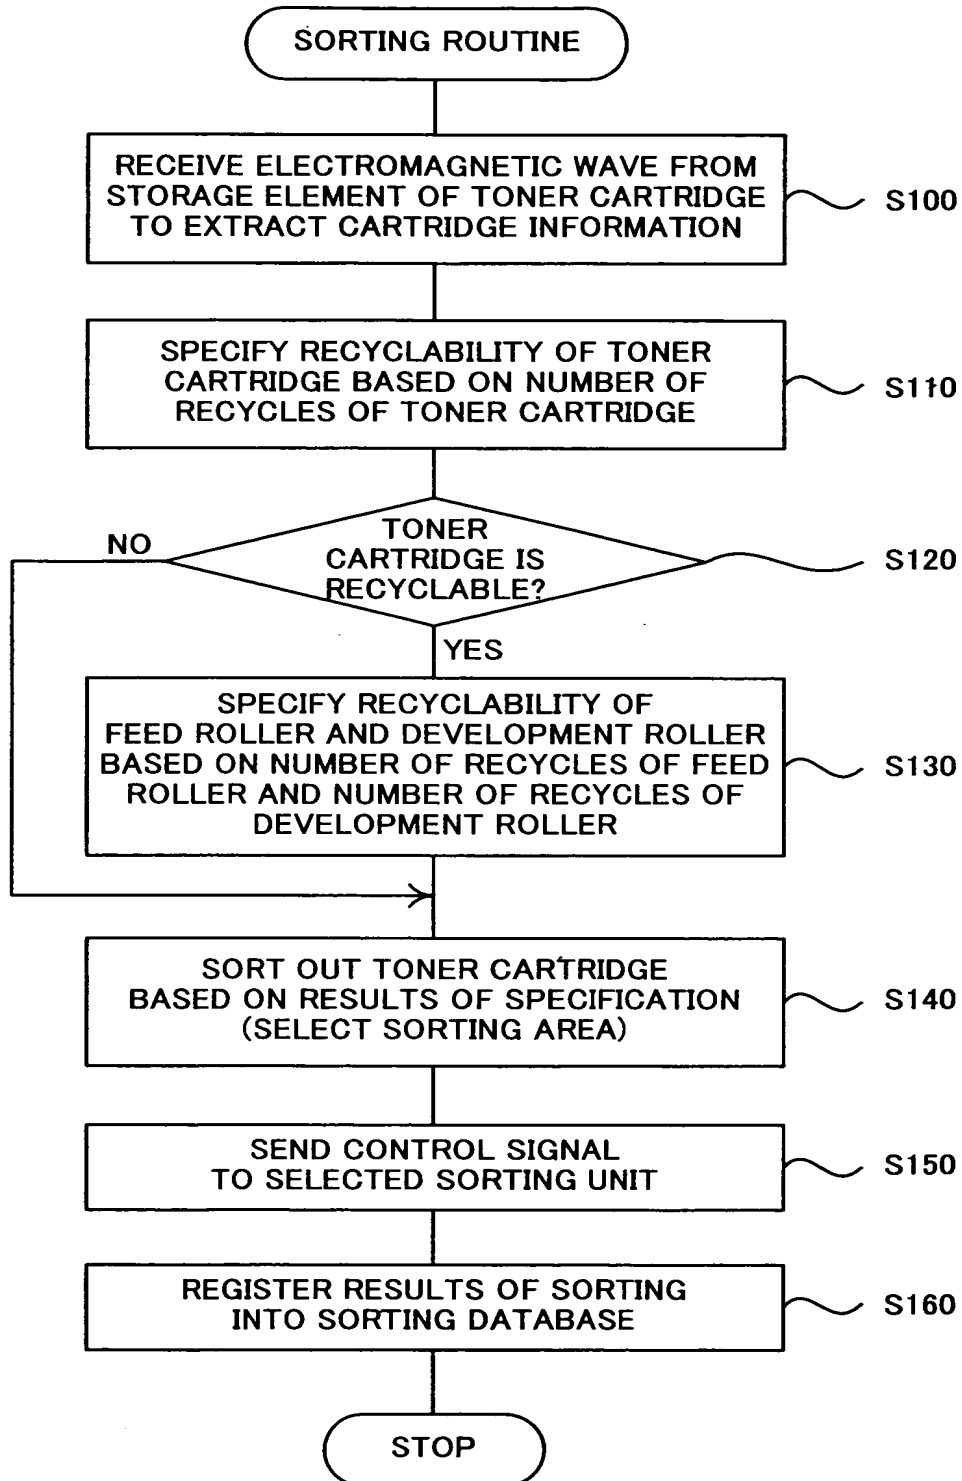 SORTING ROUTINE
RECEIVE ELECTROMAGNETIC WAVE FROM
STORAGE ELEMENT OF TONER CARTRIDGE
TO EXTRACT CARTRIDGE INFORMATION
S100
SPECIFY RECYCLABILITY OF TONER
CARTRIDGE BASED ON NUMBER OF
RECYCLES OF TONER CARTRIDGE
S110
TONER
CARTRIDGE IS
RECYCLABLE?
NO
S120
YES
SPECIFY RECYCLABILITY OF
FEED ROLLER AND DEVELOPMENT ROLLER
BASED ON NUMBER OF RECYCLES OF FEED
ROLLER AND NUMBER OF RECYCLES OF
DEVELOPMENT ROLLER
S130
SORT OUT TONER CARTRIDGE
BASED ON RESULTS OF SPECIFICATION
(SELECT SORTING AREA)
S140
SEND CONTROL SIGNAL
TO SELECTED SORTING UNIT
S150
REGISTER RESULTS OF SORTING
INTO SORTING DATABASE
S160
STOP